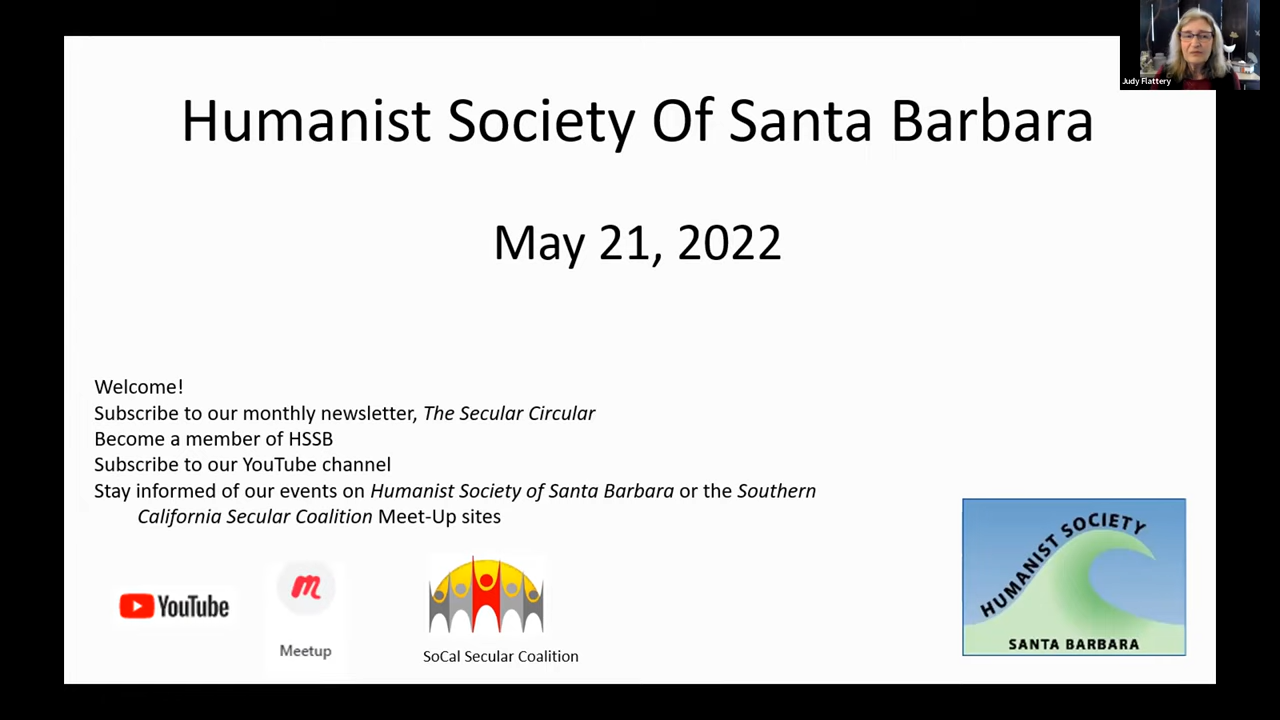 Judy Flattery
Humanist Society Of Santa Barbara
May 21, 2022
Welcome!
Subscribe to our monthly newsletter, The Secular Circular
Become a member of HSSB
Subscribe to our YouTube channel
Stay informed of our events on Humanist Society of Santa Barbara or the Southern
California Secular Coalition Meet-Up sites
YouTube
m
Meetup
SoCal Secular Coalition
HUMANIST SOCIETY
SANTA BARBARA